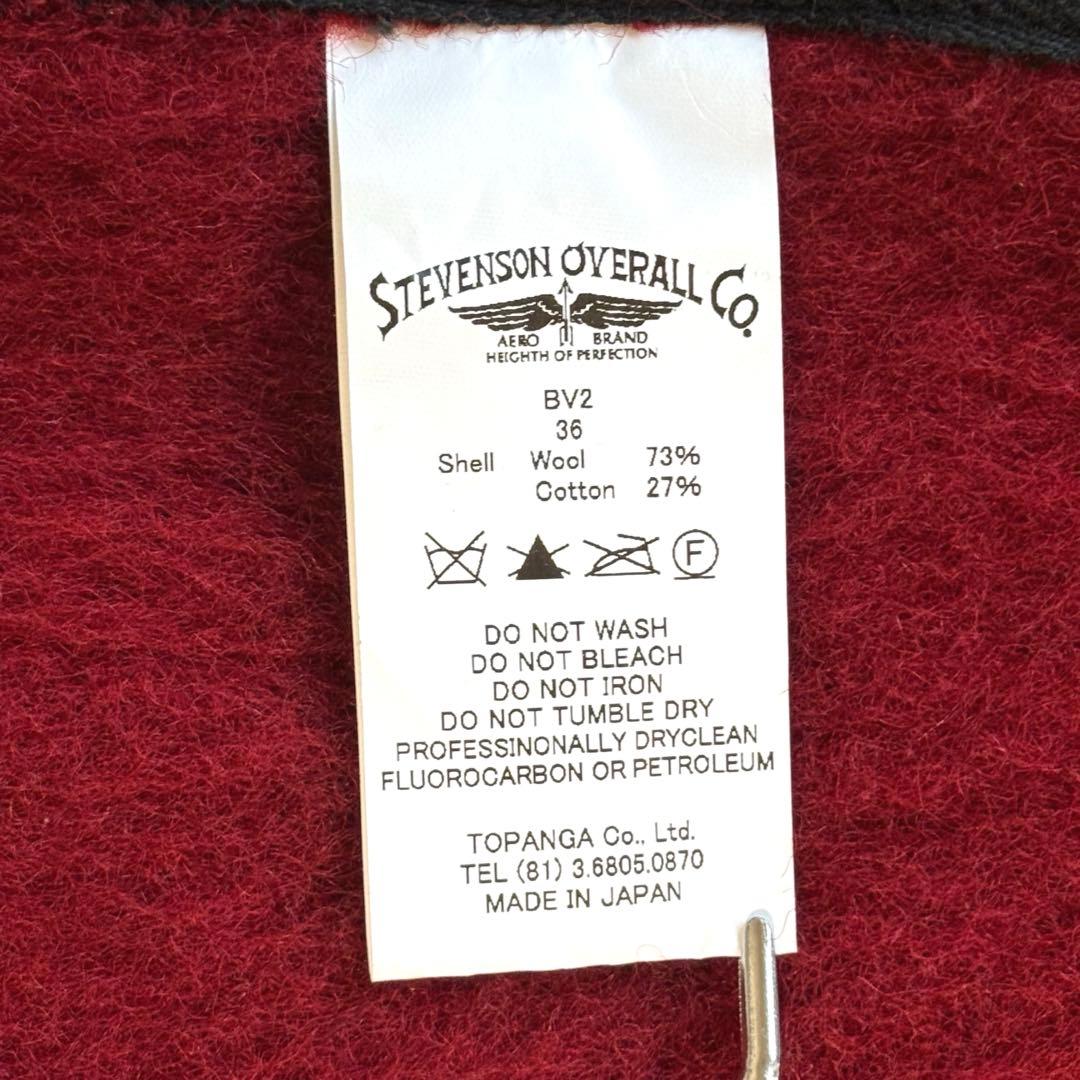 STEVENSON OVERALL CO.
AERO BRAND
HEIGHTH OF PERFECTION
BV2
36
Shell Wool 73%
Cotton 27%
F
DO NOT WASH
DO NOT BLEACH
DO NOT IRON
DO NOT TUMBLE DRY
PROFESSINONALLY DRYCLEAN
FLUOROCARBON OR PETROLEUM
TOPANGA Co., Ltd.
TEL (81) 3.6805.0870
MADE IN JAPAN